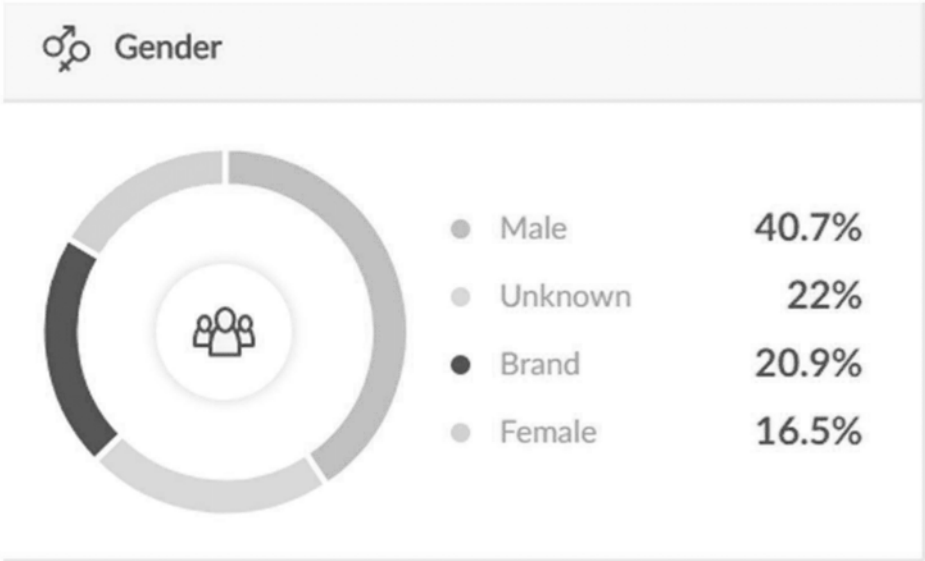 Gender
Male 40.7%
Unknown 22%
Brand 20.9%
Female 16.5%